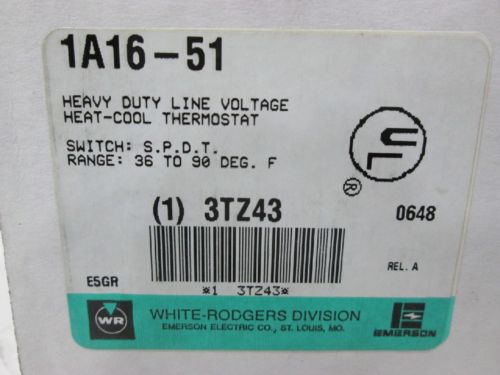 1A16-51
HEAVY DUTY LINE VOLTAGE
HEAT-COOL THERMOSTAT
SWITCH: S.P.D.T.
RANGE: 36 TO 90 DEG. F
UL
®
(1) 3TZ43
0648
REL. A
E5GR
*1 3TZ43*
WR
WHITE-RODGERS DIVISION
EMERSON ELECTRIC CO., ST. LOUIS, MO.
EMERSON